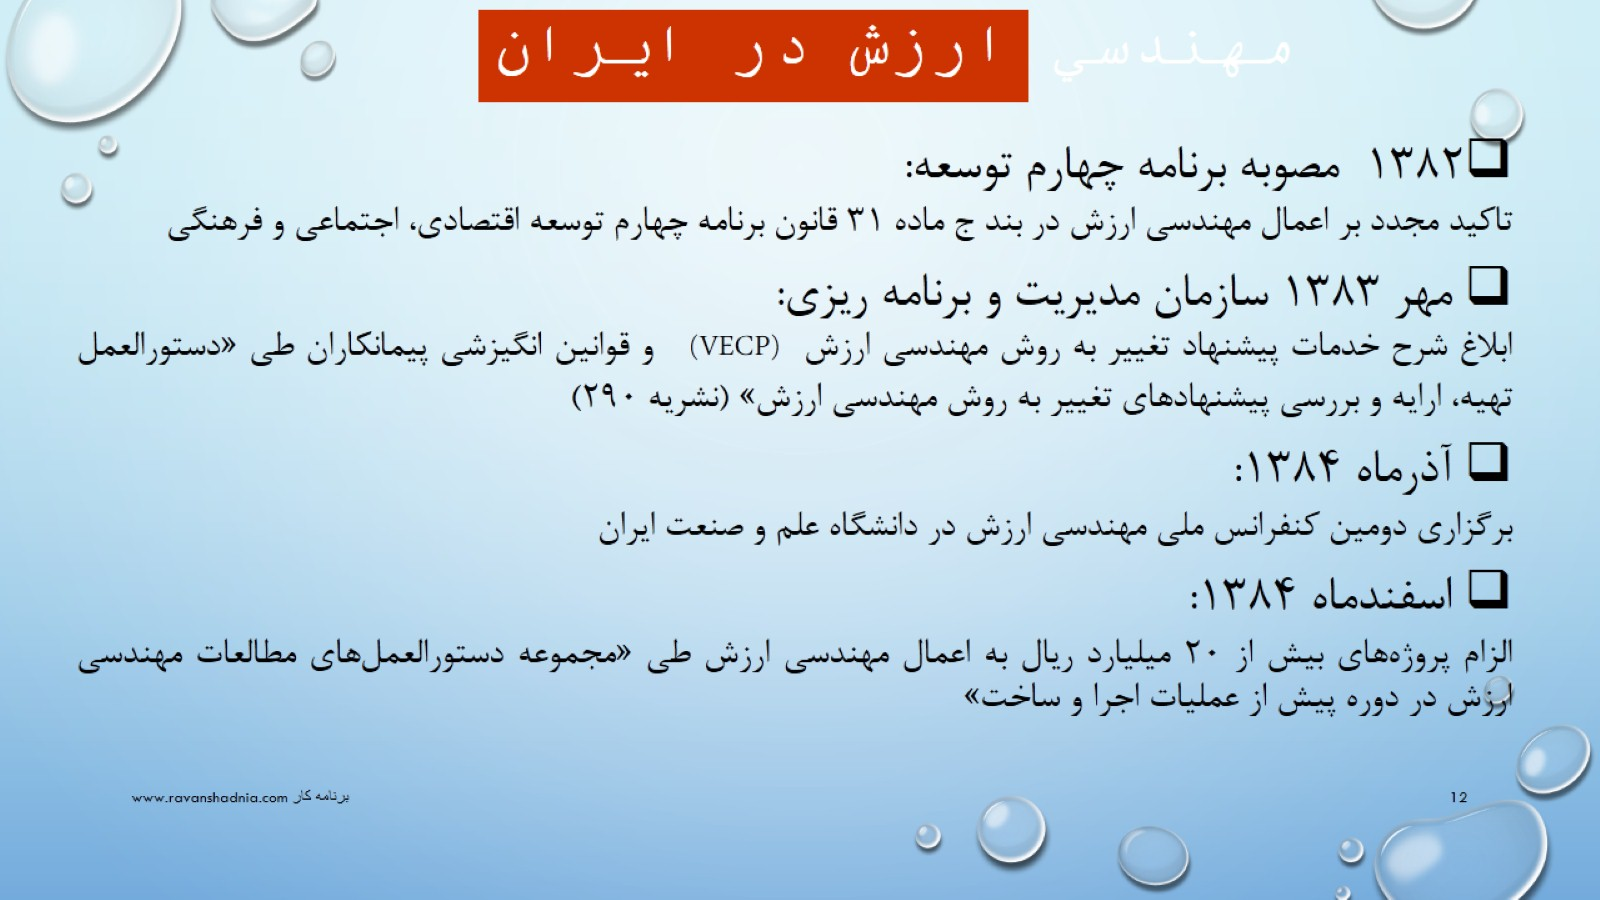 مهندسي ارزش در ایران
❑۱۳۸۲ مصوبه برنامه چهارم توسعه:
تاکید مجدد بر اعمال مهندسی ارزش در بند ج ماده ۳۱ قانون برنامه چهارم توسعه اقتصادی، اجتماعی و فرهنگی
❑ مهر ۱۳۸۳ سازمان مدیریت و برنامه ریزی:
ابلاغ شرح خدمات پیشنهاد تغییر به روش مهندسی ارزش (VECP) و قوانین انگیزشی پیمانکاران طی «دستورالعمل
تهیه، ارایه و بررسی پیشنهادهای تغییر به روش مهندسی ارزش» (نشریه ۲۹۰)
❑ آذرماه ۱۳۸۴:
برگزاری دومین کنفرانس ملی مهندسی ارزش در دانشگاه علم و صنعت ایران
❑ اسفندماه ۱۳۸۴:
الزام پروژه‌های بیش از ۲۰ میلیارد ریال به اعمال مهندسی ارزش طی «مجموعه دستورالعمل‌های مطالعات مهندسی
ارزش در دوره پیش از عملیات اجرا و ساخت»
برنامه کار www.ravanshadnia.com
12